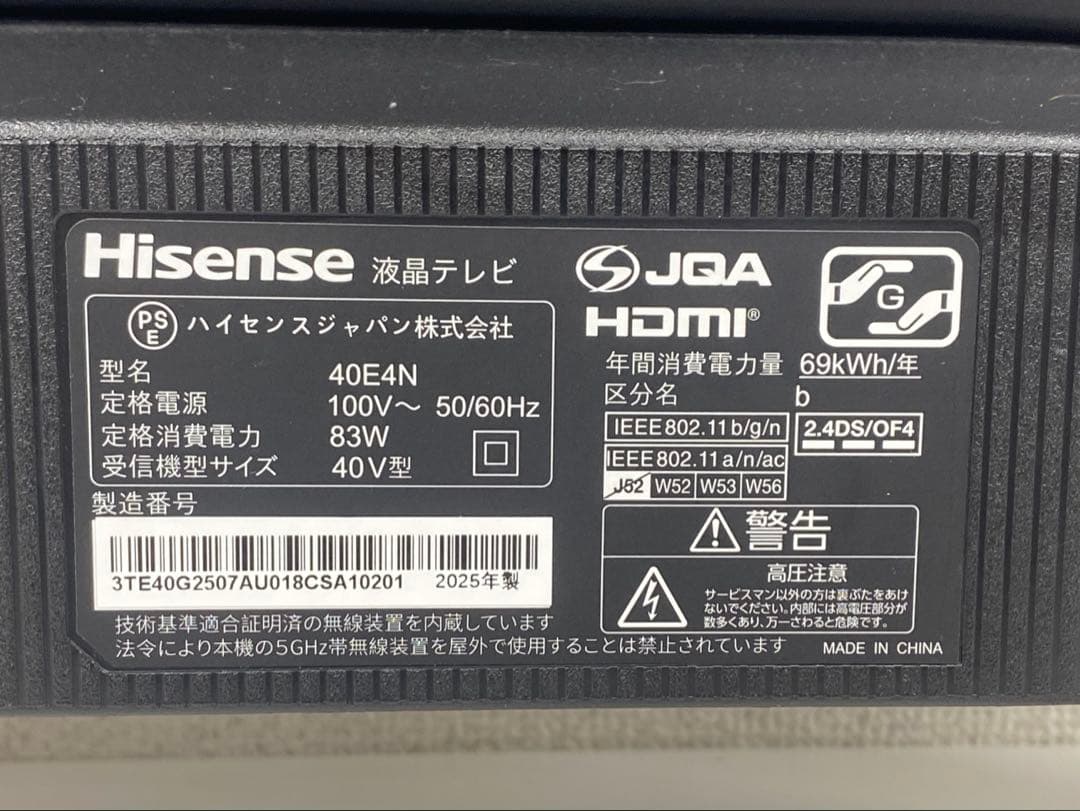 Hisense 液晶テレビ
PS
E
ハイセンスジャパン株式会社
型名 40E4N
定格電源 100V～ 50/60Hz
定格消費電力 83W
受信機型サイズ 40V型
製造番号
3TE40G2507AU018CSA10201 2025年製
JQA
HDMI®
G
年間消費電力量 69kWh/年
区分名 b
IEEE802.11b/g/n
2.4DS/OF4
IEEE802.11a/n/ac
J52 W52 W53 W56
警告
高圧注意
サービスマン以外の方は裏ぶたをあけ
ないでください。内部には高電圧部分が
数多くあり、万一さわると危険です。
技術基準適合証明済の無線装置を内蔵しています
法令により本機の5GHz帯無線装置を屋外で使用することは禁止されています
MADE IN CHINA